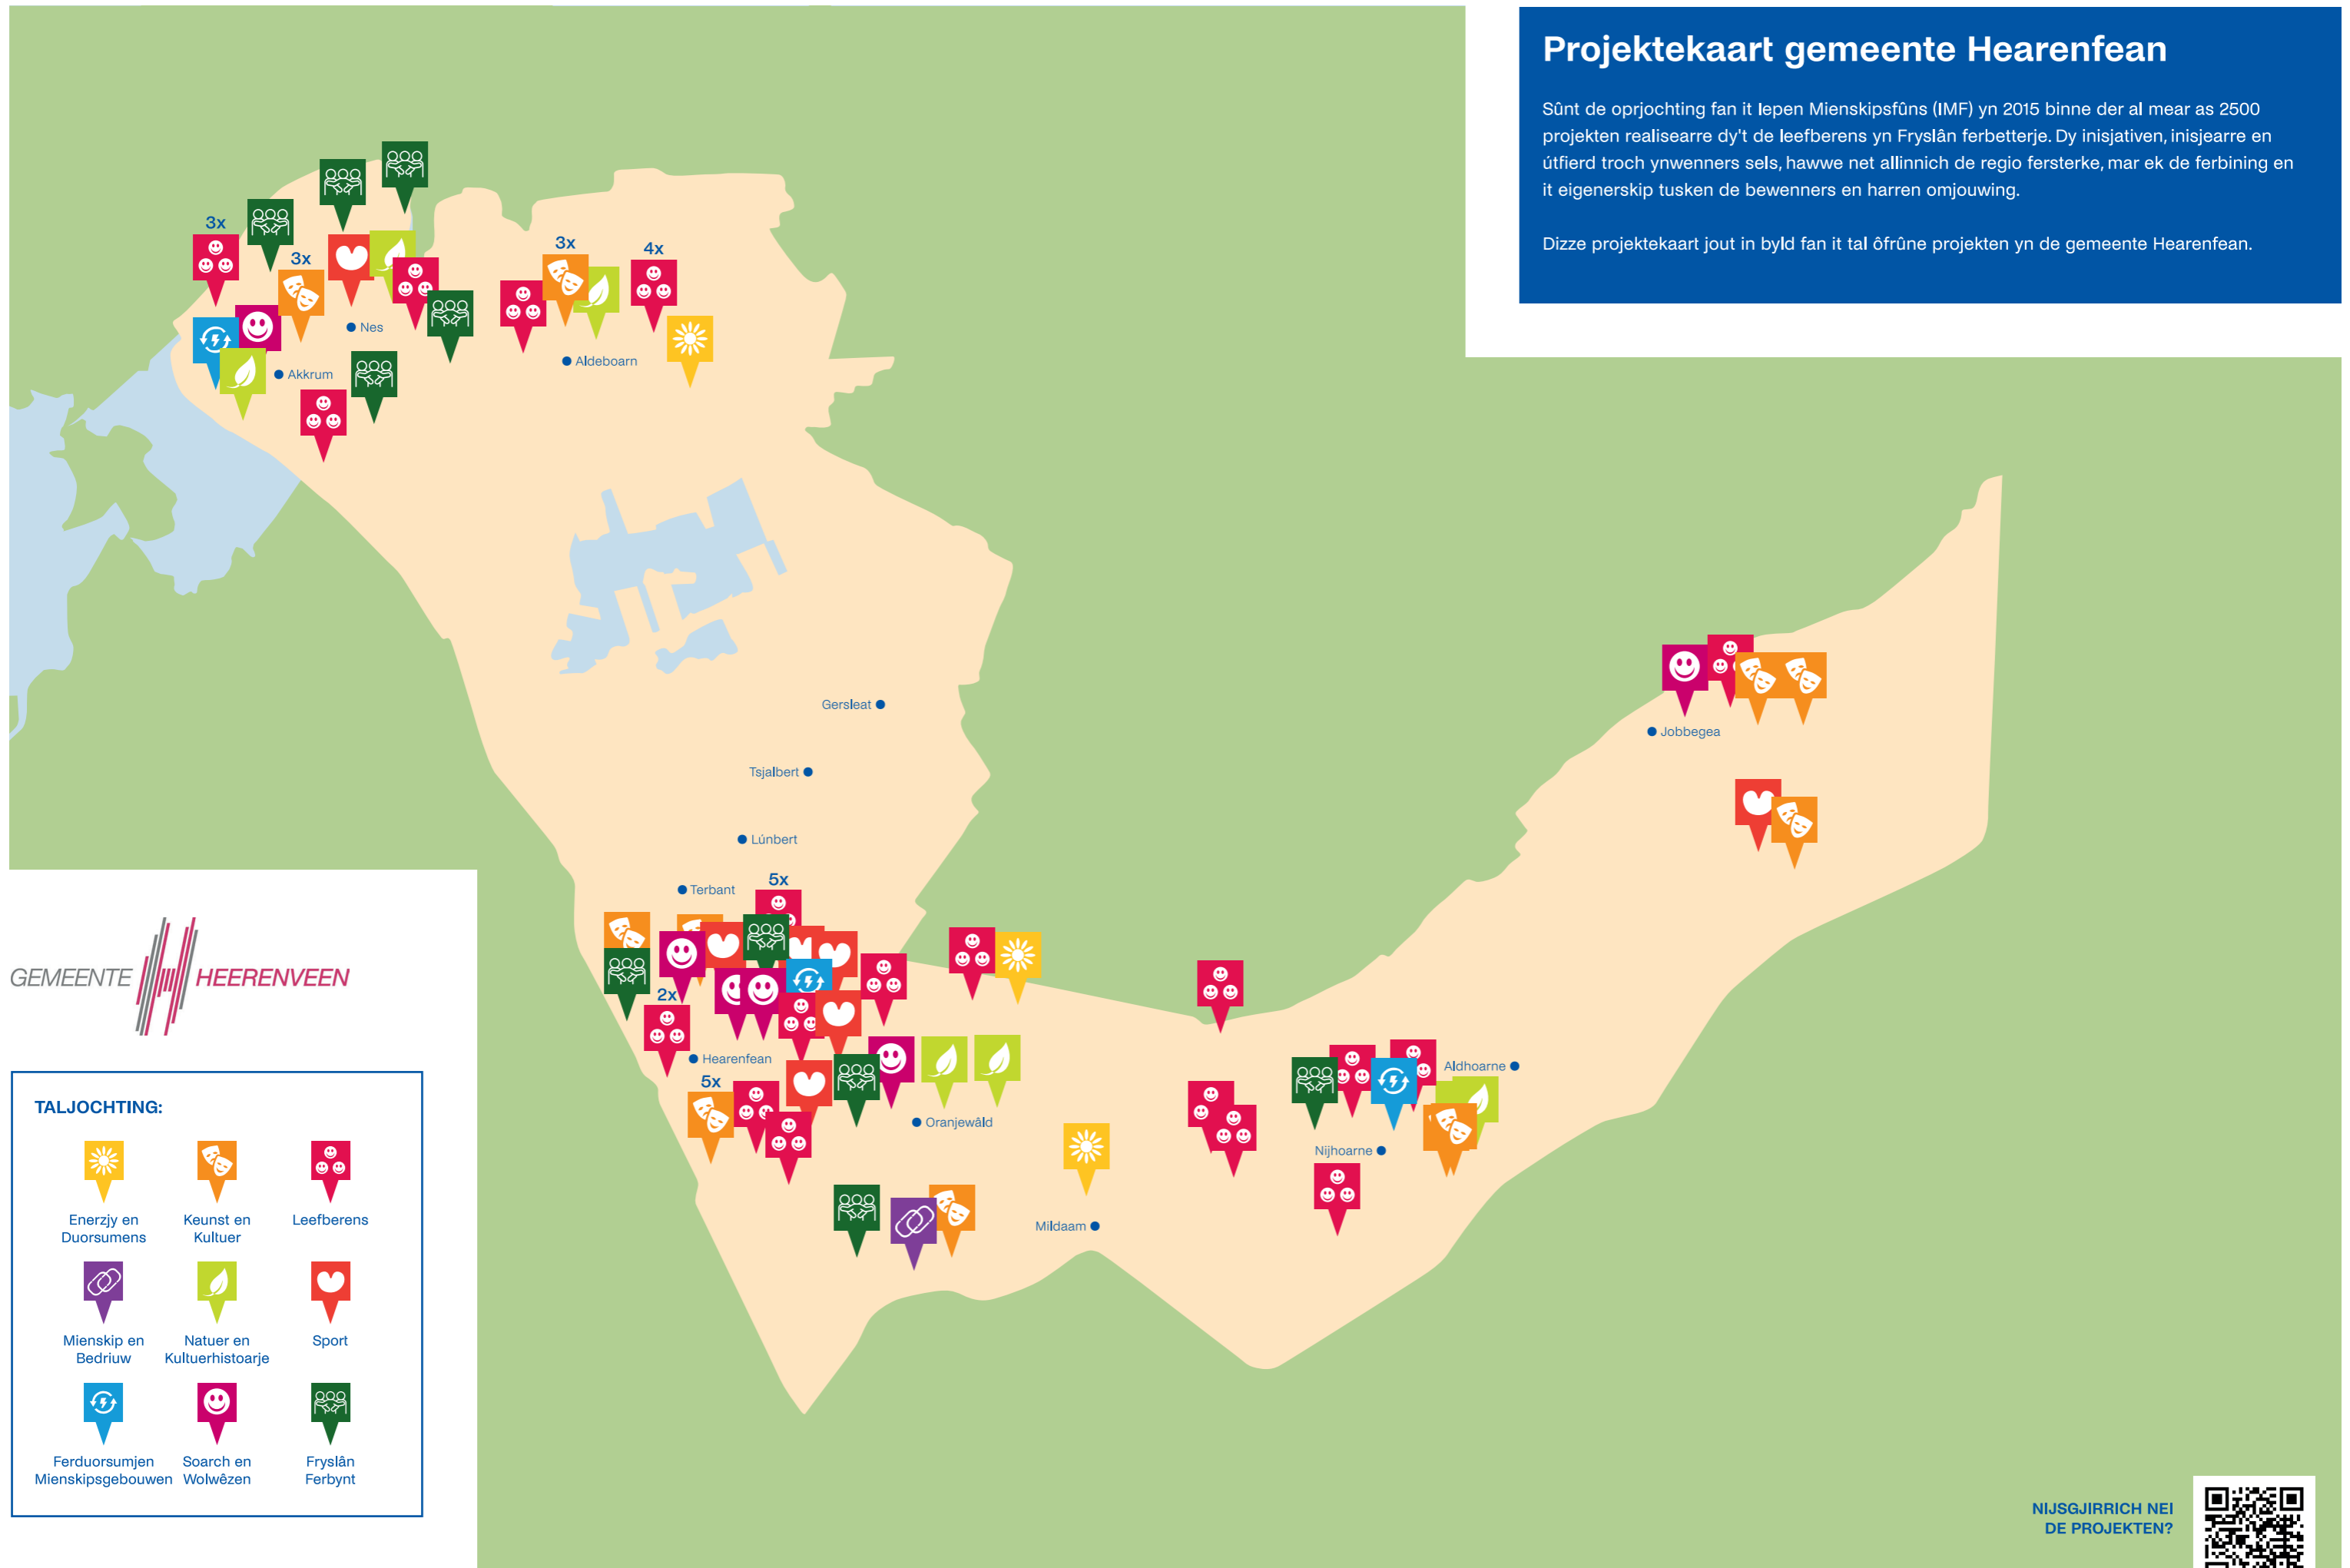 Projektekaart gemeente Hearenfean
Sûnt de oprjochting fan it Iepen Mienskipsfûns (IMF) yn 2015 binne der al mear as 2500
projekten realisearre dy't de leefberens yn Fryslân ferbetterje. Dy inisjativen, inisjearre en
útfierd troch ynwenners sels, hawwe net allinnich de regio fersterke, mar ek de ferbining en
it eigenerskip tusken de bewenners en harren omjouwing.
Dizze projektekaart jout in byld fan it tal ôfrûne projekten yn de gemeente Hearenfean.
3x
3x
3x
4x
Nes
Aldeboarn
Akkrum
Gersleat
Jobbegea
Tsjalbert
Lúnbert
Terbant
5x
2x
Hearenfean
5x
Aldhoarne
Oranjewâld
Nijhoarne
Mildaam
GEMEENTE HEERENVEEN
TALJOCHTING:
Enerzjy en
Duorsumens
Keunst en
Kultuer
Leefberens
Mienskip en
Bedriuw
Natuer en
Kultuerhistoarje
Sport
Ferduorsumjen
Mienskipsgebouwen
Soarch en
Wolwêzen
Fryslân
Ferbynt
NIJSGJIRRICH NEI
DE PROJEKTEN?